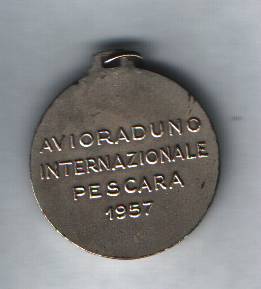 AVIORADUNO
INTERNAZIONALE
PESCARA
1957